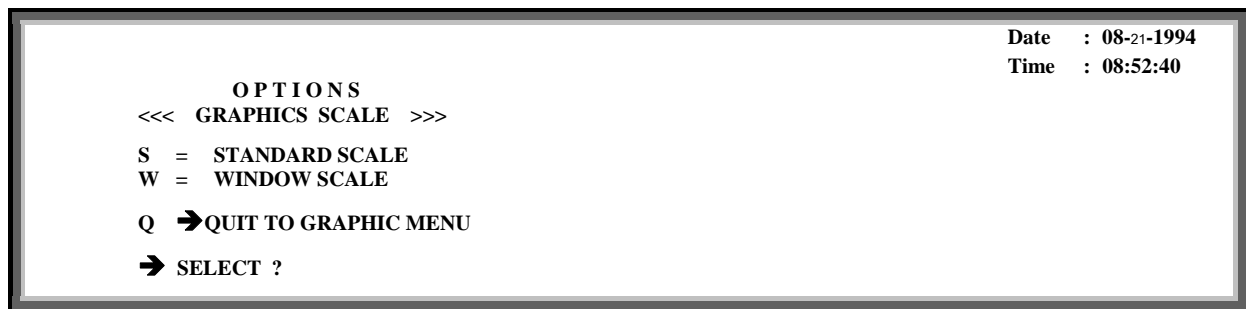 Date : 08-21-1994
Time : 08:52:40
O P T I O N S
<<< GRAPHICS SCALE >>>
S = STANDARD SCALE
W = WINDOW SCALE
Q ➔QUIT TO GRAPHIC MENU
➔ SELECT ?